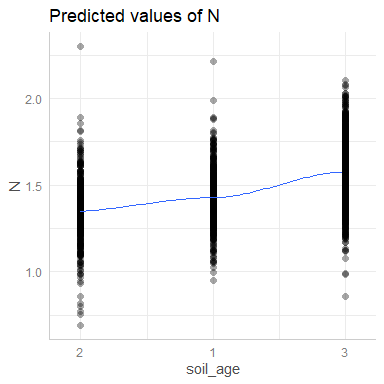 Predicted values of N
N
2.0
1.5
1.0
2 1 3
soil_age